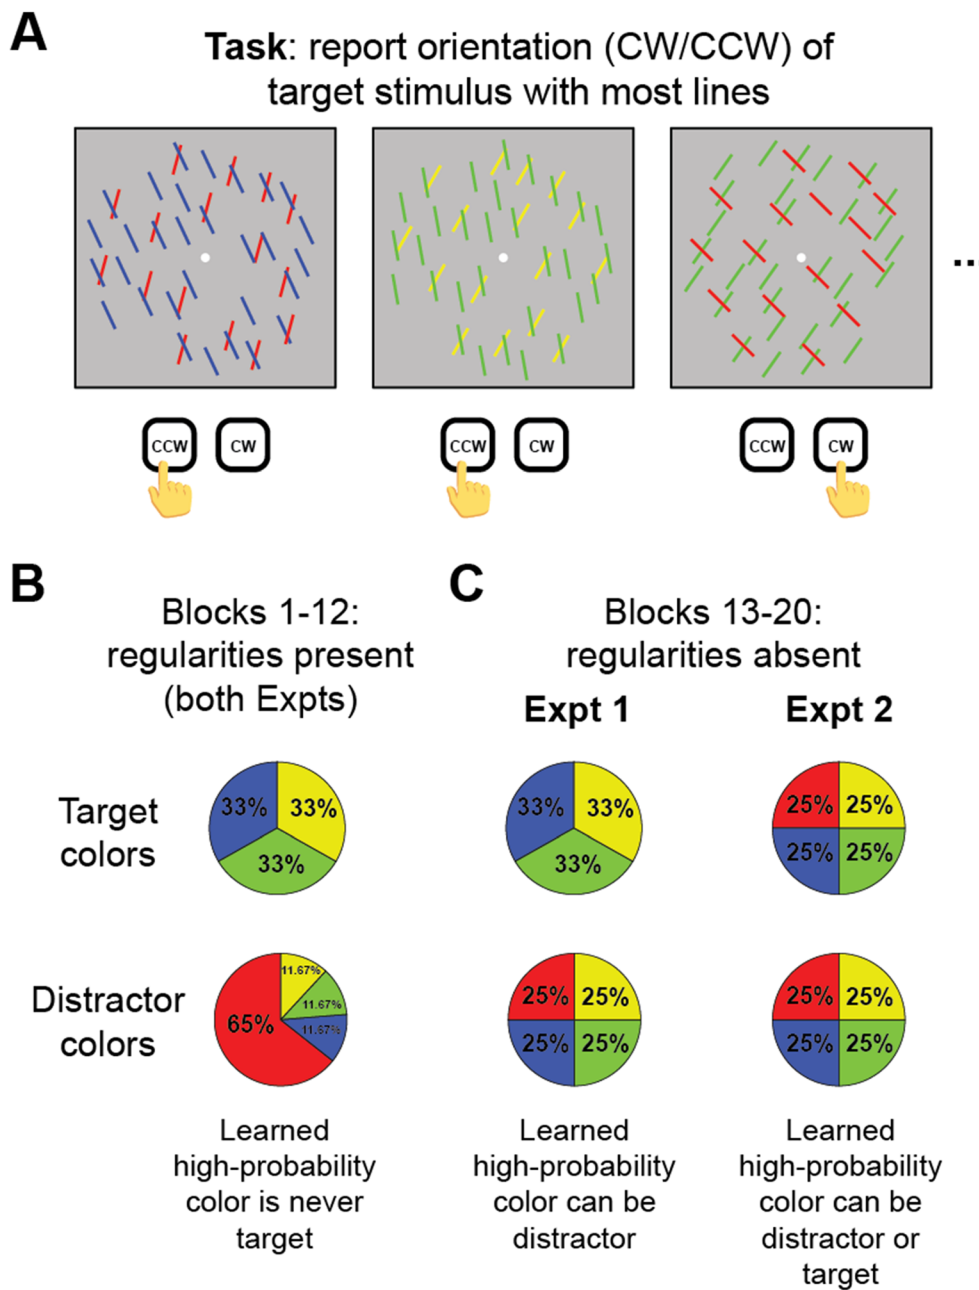 A
Task: report orientation (CW/CCW) of
target stimulus with most lines
...
CCW CW
CCW CW
CCW CW
B
Blocks 1-12:
regularities present
(both Expts)
C
Blocks 13-20:
regularities absent
Expt 1
Expt 2
Target
colors
33% 33%
33%
33% 33%
33%
25% 25%
25% 25%
Distractor
colors
11.67%
65%
11.67%
11.67%
25% 25%
25% 25%
25% 25%
25% 25%
Learned
high-probability
color is never
target
Learned
high-probability
color can be
distractor
Learned
high-probability
color can be
distractor or
target